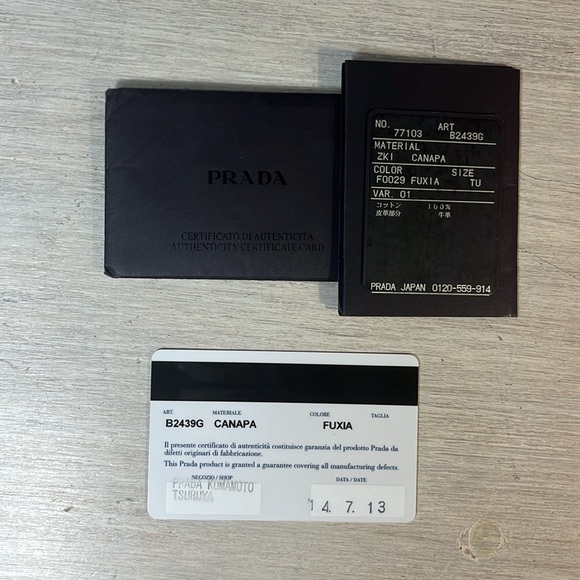 PRADA
CERTIFICATO DI AUTENTICITÀ
AUTHENTICITY CERTIFICATE CARD
NO. ART
77103 B2439G
MATERIAL
ZKI CANAPA
COLOR SIZE
F0029 FUXIA TU
VAR. 01
コットン 100%
皮革部分 牛革
PRADA JAPAN 0120-559-914
ART. MATERIALE COLORE TAGLIA
B2439G CANAPA FUXIA
Il presente certificato di autenticità costituisce garanzia del prodotto Prada da
difetti originari di fabbricazione.
This Prada product is granted a guarantee covering all manufacturing defects.
NEGOZIO / SHOP DATA / DATE
PRADA KUMAMOTO
TSURUYA
'14. 7. 13